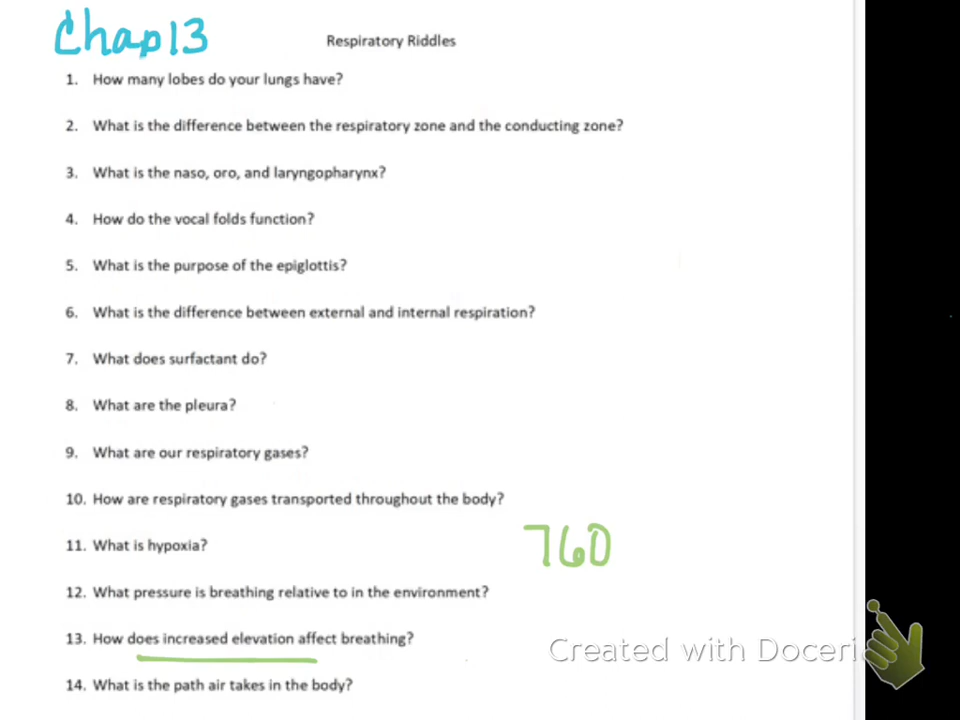 Chap 13
Respiratory Riddles
1. How many lobes do your lungs have?
2. What is the difference between the respiratory zone and the conducting zone?
3. What is the naso, oro, and laryngopharynx?
4. How do the vocal folds function?
5. What is the purpose of the epiglottis?
6. What is the difference between external and internal respiration?
7. What does surfactant do?
8. What are the pleura?
9. What are our respiratory gases?
10. How are respiratory gases transported throughout the body?
760
11. What is hypoxia?
12. What pressure is breathing relative to in the environment?
13. How does increased elevation affect breathing?
Created with Doceri
14. What is the path air takes in the body?